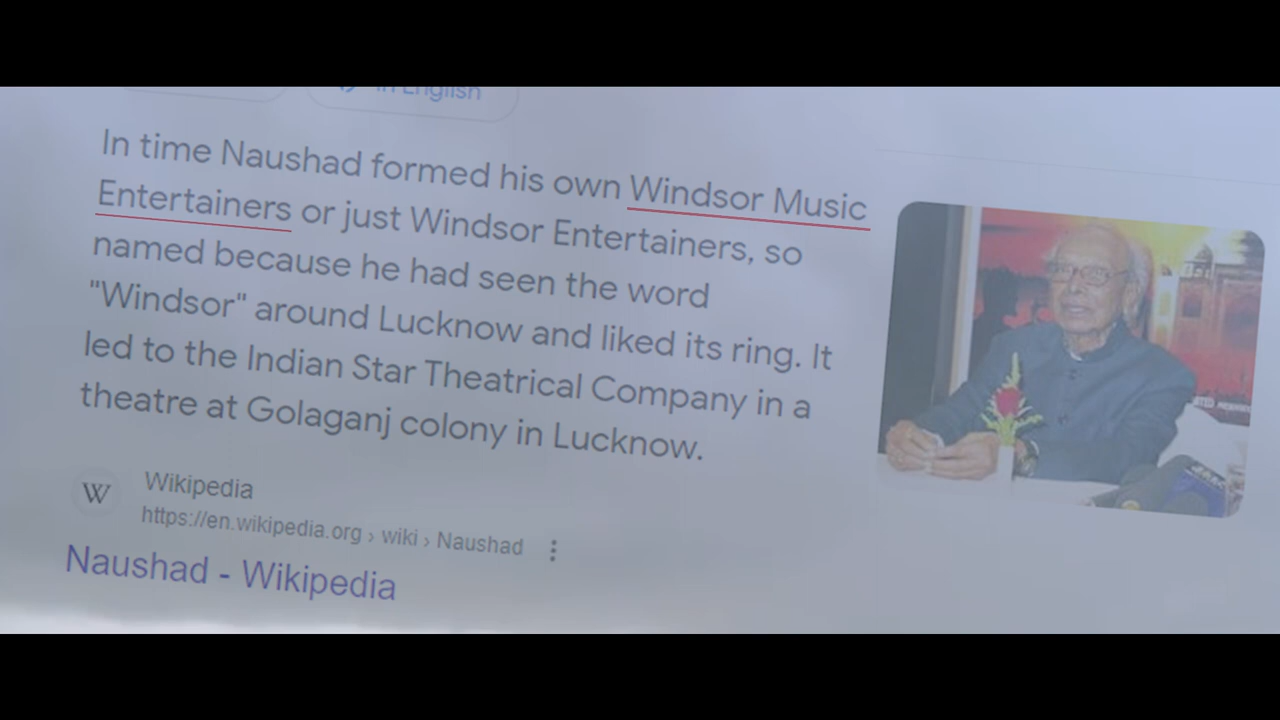 in English
In time Naushad formed his own Windsor Music
Entertainers or just Windsor Entertainers, so
named because he had seen the word
"Windsor" around Lucknow and liked its ring. It
led to the Indian Star Theatrical Company in a
theatre at Golaganj colony in Lucknow.
W
Wikipedia
https://en.wikipedia.org › wiki › Naushad
Naushad - Wikipedia